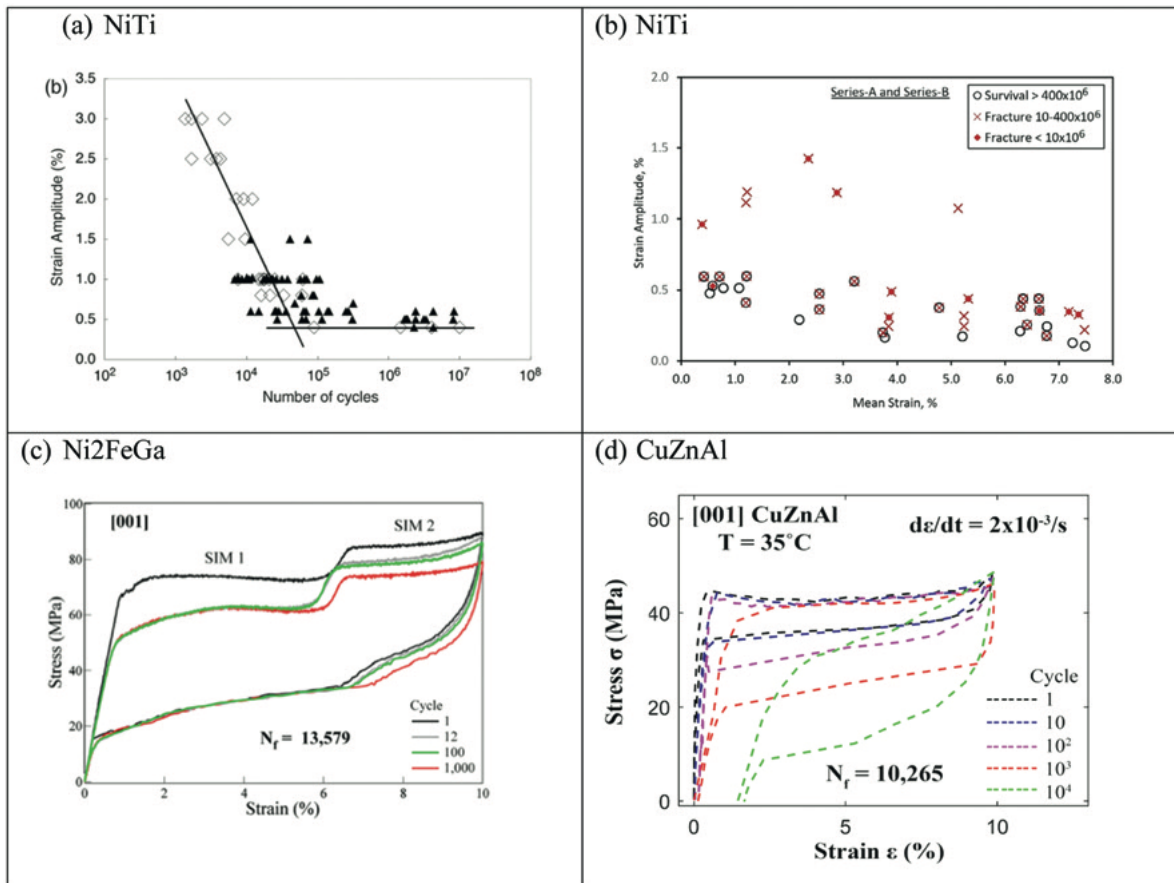 (a) NiTi
(b)
3.5
3.0
2.5
2.0
1.5
1.0
0.5
0.0
Strain Amplitude (%)
10² 10³ 10⁴ 10⁵ 10⁶ 10⁷ 10⁸
Number of cycles
(b) NiTi
2.0
1.5
1.0
0.5
0.0
Strain Amplitude, %
Series-A and Series-B
Survival > 400x10⁶
Fracture 10-400x10⁶
Fracture < 10x10⁶
0.0 1.0 2.0 3.0 4.0 5.0 6.0 7.0 8.0
Mean Strain, %
(c) Ni2FeGa
100
80
60
40
20
0
Stress (MPa)
[001]
SIM 1
SIM 2
Cycle
1
12
100
1,000
N_f = 13,579
0 2 4 6 8 10
Strain (%)
(d) CuZnAl
60
40
20
0
Stress σ (MPa)
[001] CuZnAl
T = 35˚C
dε/dt = 2x10⁻³/s
Cycle
1
10
10²
10³
10⁴
N_f = 10,265
0 5 10
Strain ε (%)